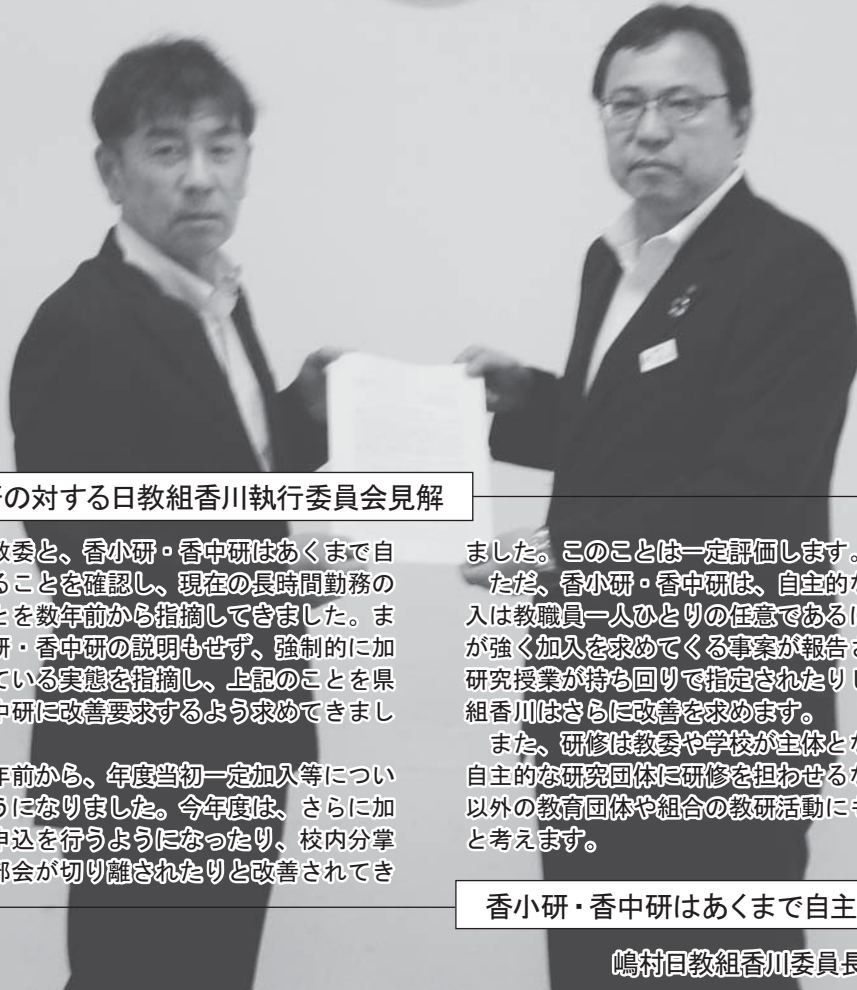 の対する日教組香川執行委員会見解
教委と、香小研・香中研はあくまで自
ることを確認し、現在の長時間勤務の
とを数年前から指摘してきました。ま
研・香中研の説明もせず、強制的に加
ている実態を指摘し、上記のことを県
中研に改善要求するよう求めてきまし
年前から、年度当初一定加入等につい
うになりました。今年度は、さらに加
申込を行うようになったり、校内分掌
部会が切り離されたりと改善されてき
ました。このことは一定評価します。
ただ、香小研・香中研は、自主的な
入は教職員一人ひとりの任意であるに
が強く加入を求めてくる事案が報告さ
研究授業が持ち回りで指定されたりし
組香川はさらに改善を求めます。
また、研修は教委や学校が主体とな
自主的な研究団体に研修を担わせるな
以外の教育団体や組合の教研活動にも
と考えます。
香小研・香中研はあくまで自主
嶋村日教組香川委員長